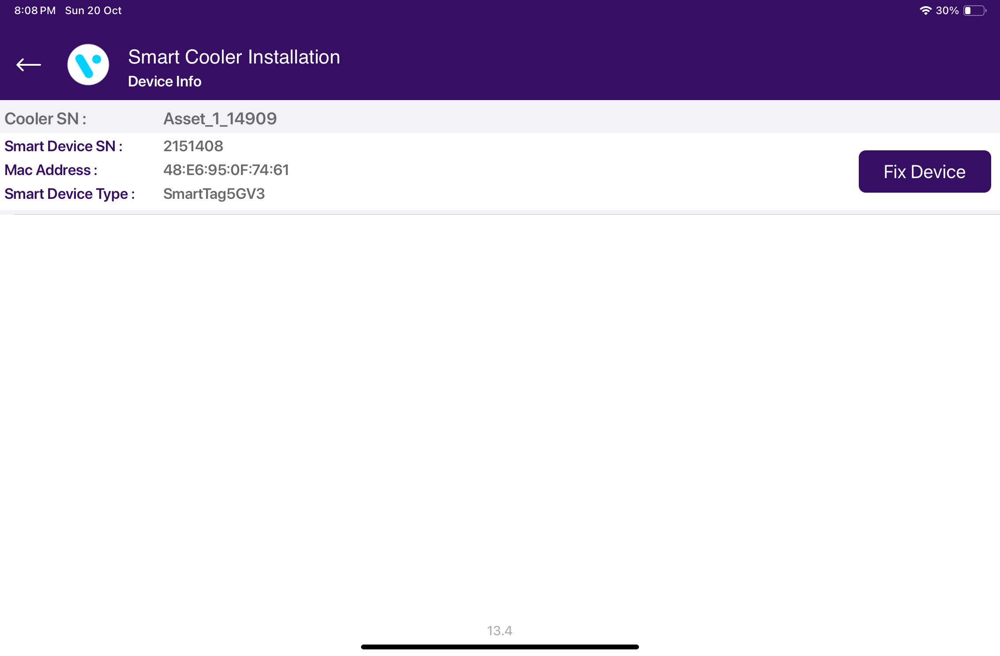 8:08 PM Sun 20 Oct 30%
Smart Cooler Installation
Device Info
Cooler SN : Asset_1_14909
Smart Device SN : 2151408
Mac Address : 48:E6:95:0F:74:61
Smart Device Type : SmartTag5GV3
Fix Device
13.4